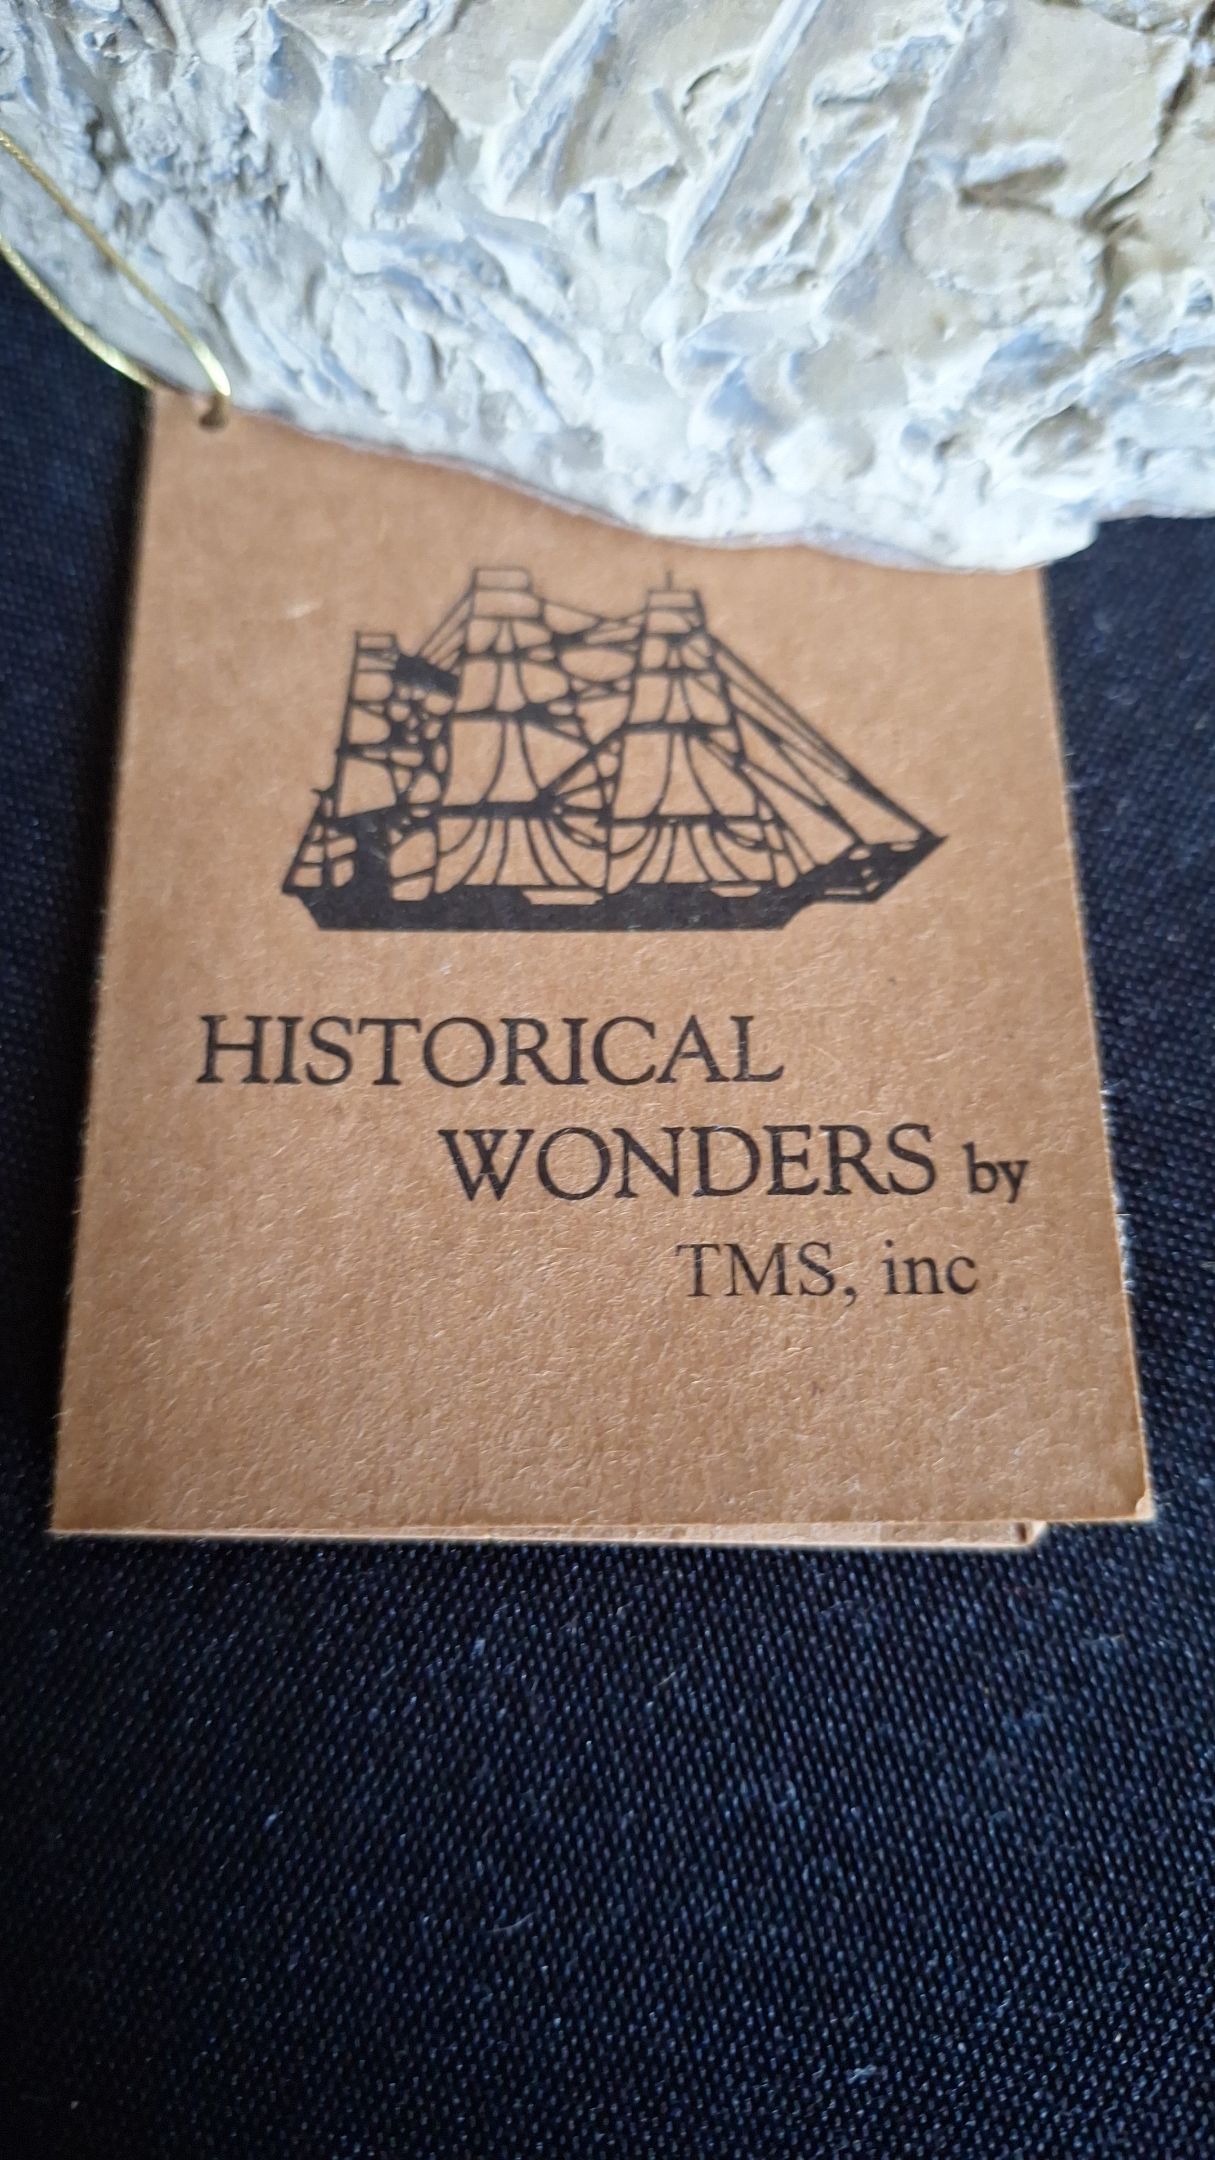 HISTORICAL
WONDERS by
TMS, inc